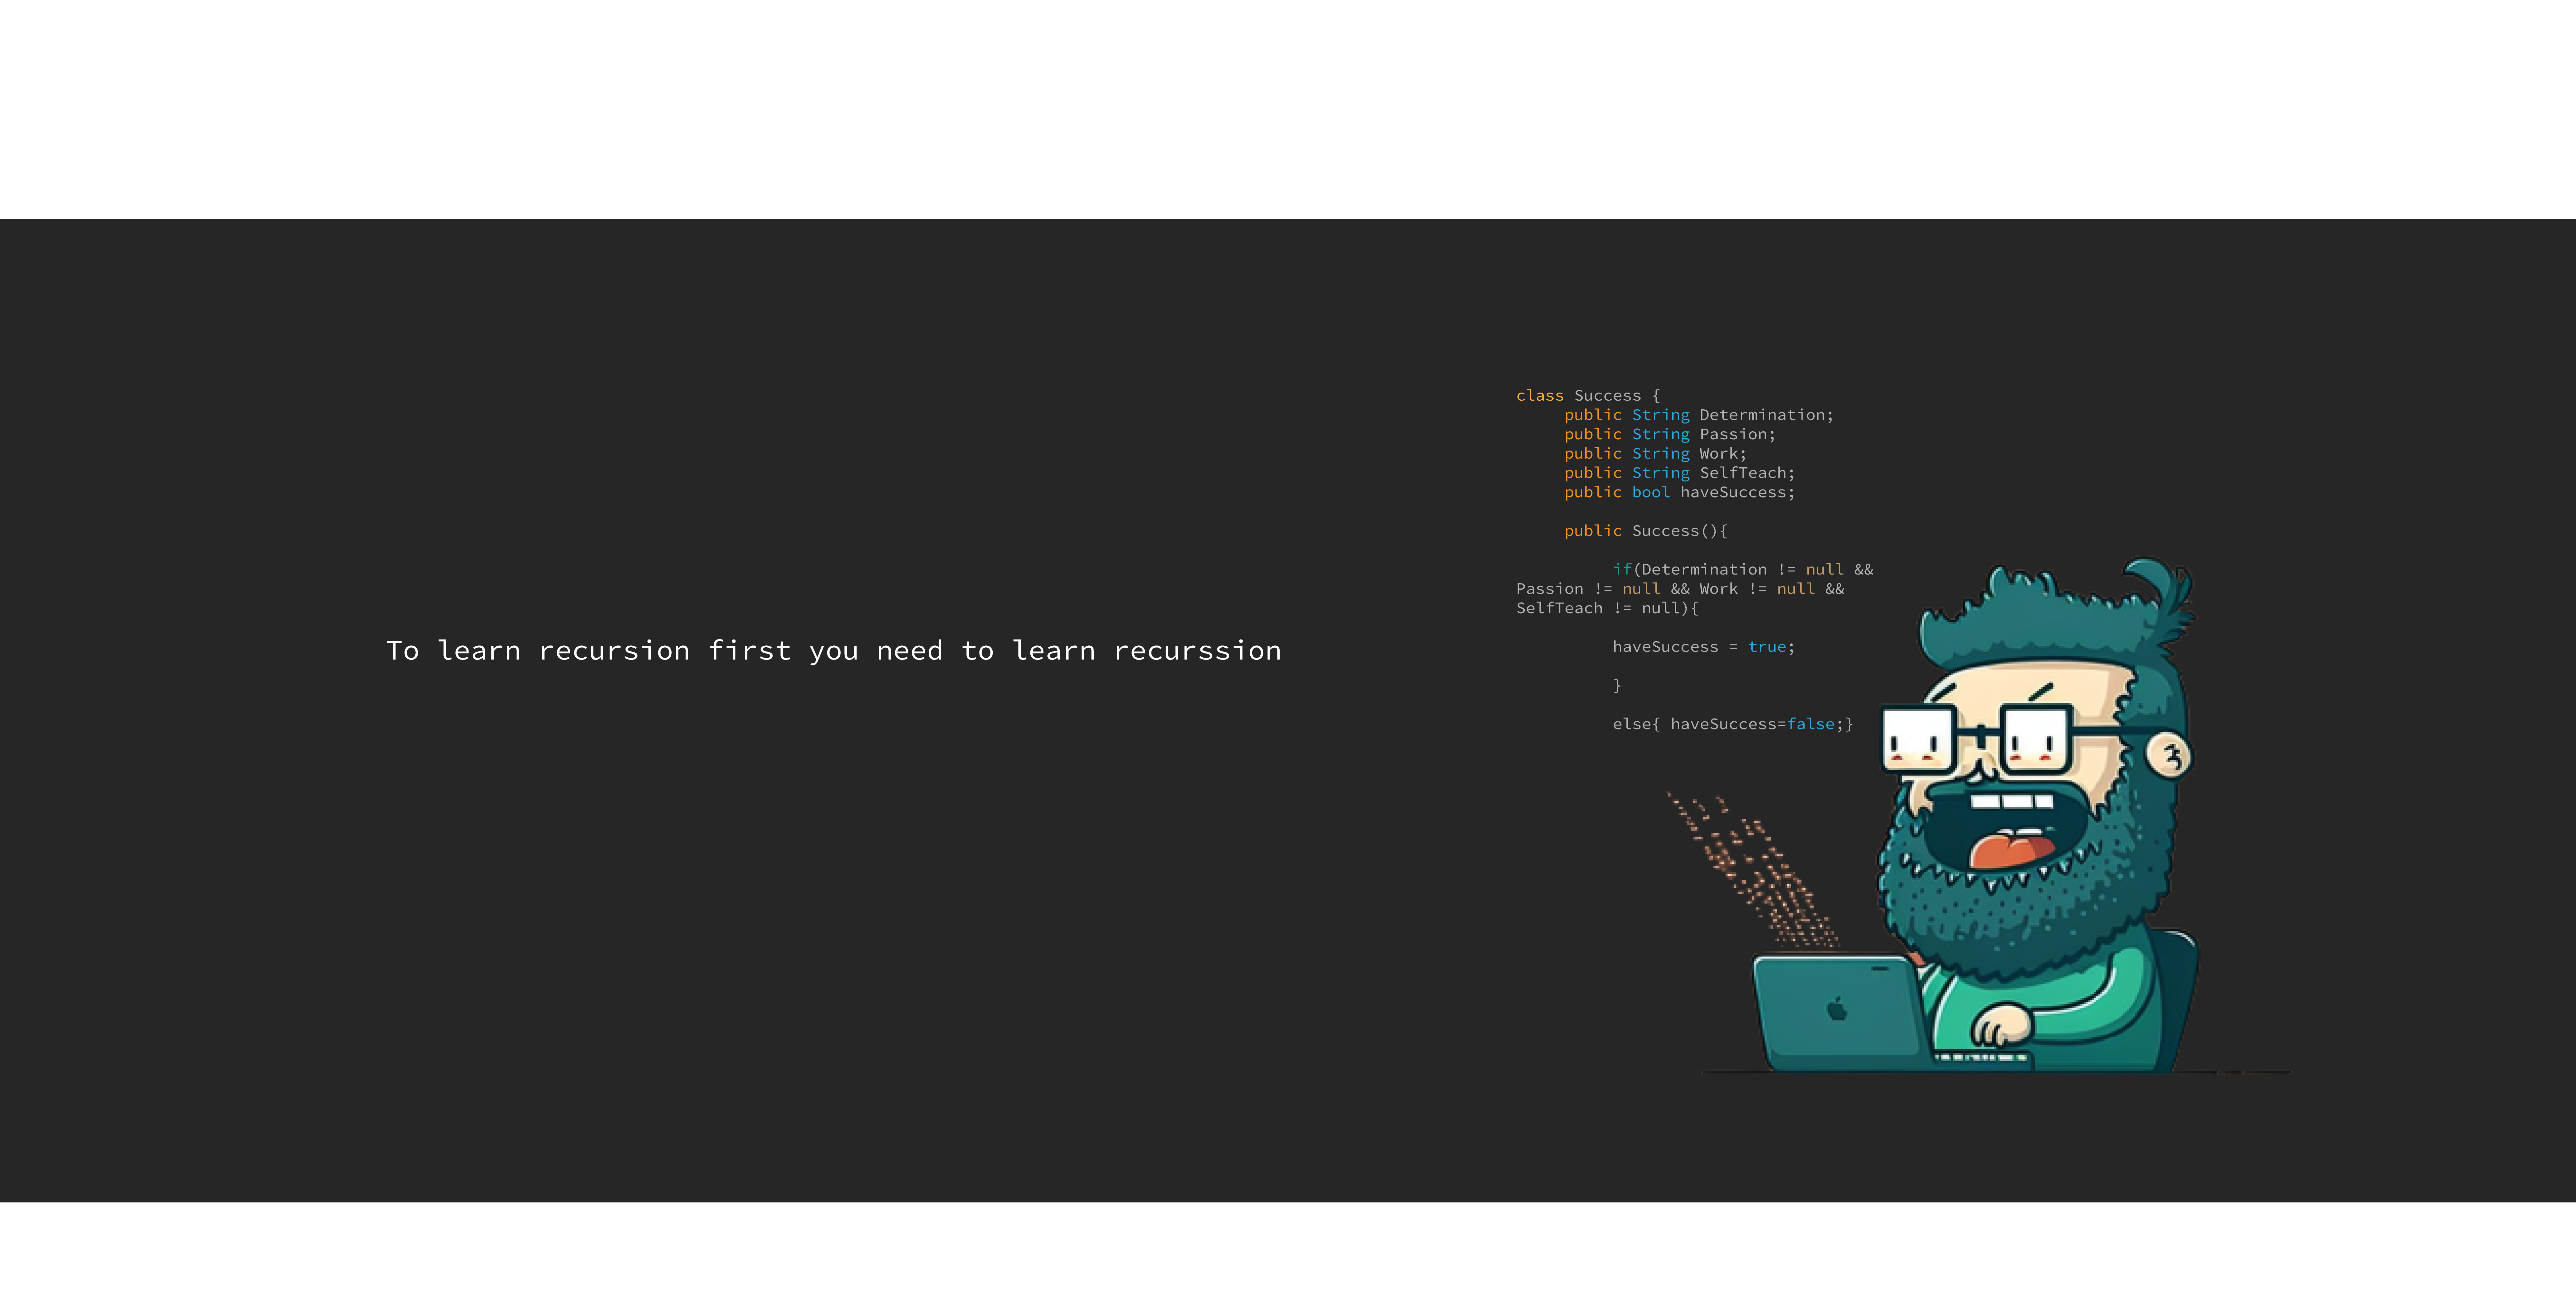 To learn recursion first you need to learn recurssion
class Success {
public String Determination;
public String Passion;
public String Work;
public String SelfTeach;
public bool haveSuccess;
public Success(){
if(Determination != null &&
Passion != null && Work != null &&
SelfTeach != null){
haveSuccess = true;
}
else{ haveSuccess=false;}